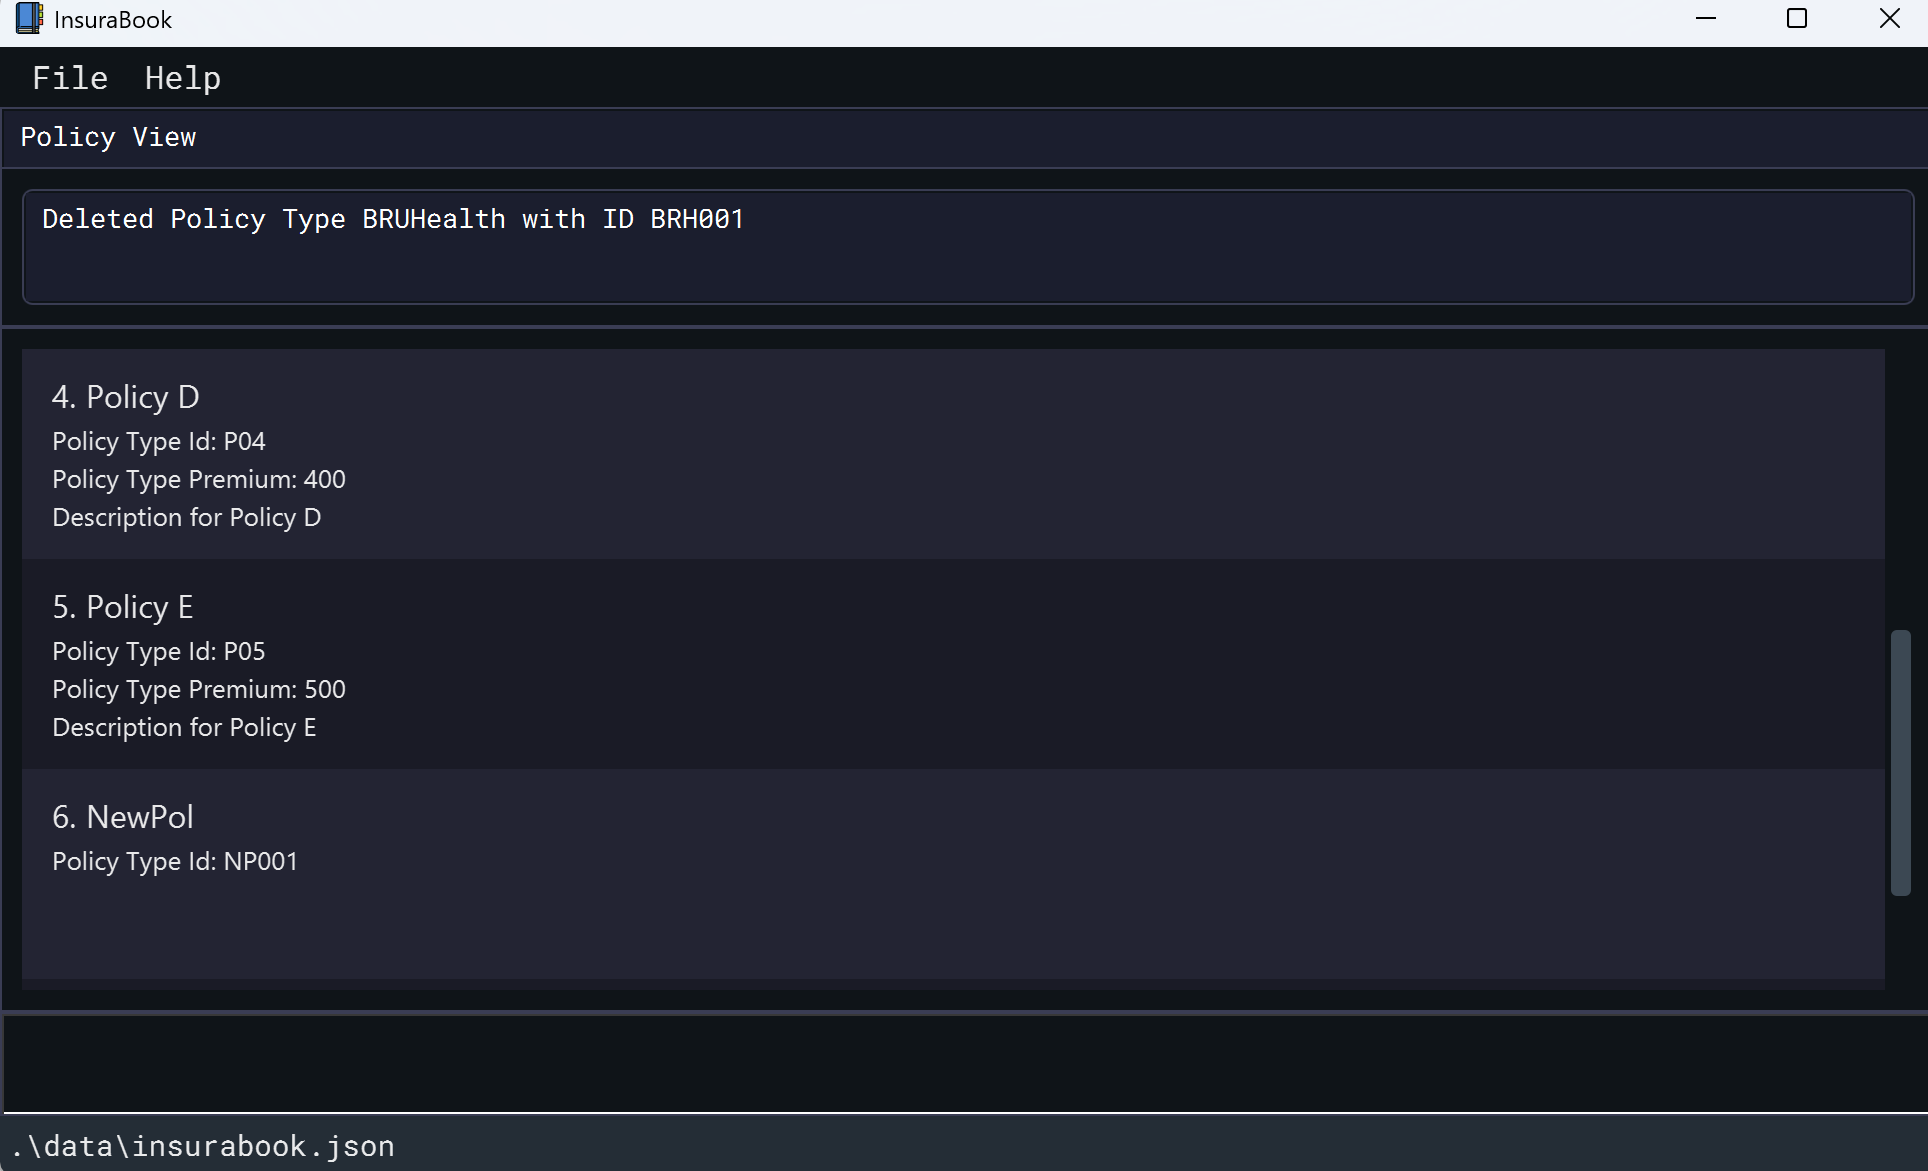 InsuraBook
File Help
Policy View
Deleted Policy Type BRUHealth with ID BRH001
4. Policy D
Policy Type Id: P04
Policy Type Premium: 400
Description for Policy D
5. Policy E
Policy Type Id: P05
Policy Type Premium: 500
Description for Policy E
6. NewPol
Policy Type Id: NP001
.\data\insurabook.json